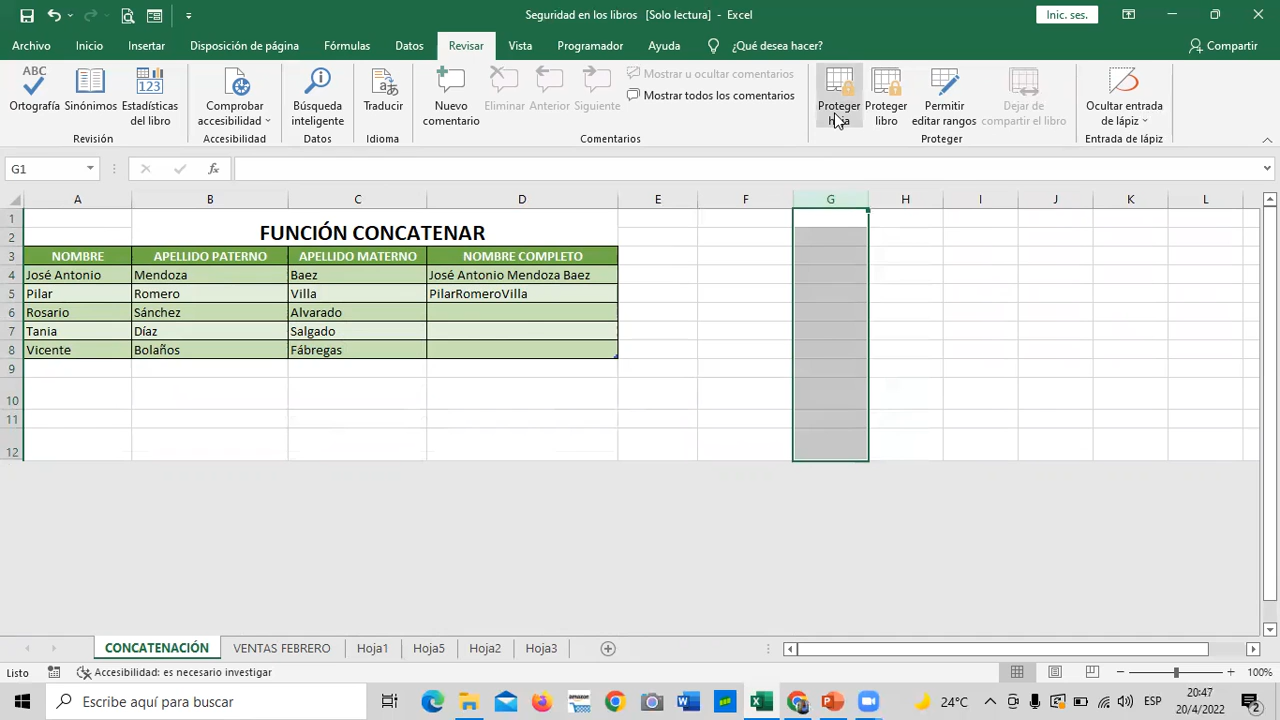 Seguridad en los libros [Solo lectura] - Excel
Inic. ses.
Archivo Inicio Insertar Disposición de página Fórmulas Datos Revisar Vista Programador Ayuda ¿Qué desea hacer? Compartir
ABC
Ortografía
Sinónimos
123
Estadísticas
del libro
Revisión
Comprobar
accesibilidad
Accesibilidad
Búsqueda
inteligente
Datos
Traducir
Idioma
Nuevo
comentario
Eliminar
Anterior
Siguiente
Mostrar u ocultar comentarios
Mostrar todos los comentarios
Comentarios
Proteger
hoja
Proteger
libro
Permitir
editar rangos
Dejar de
compartir el libro
Proteger
Ocultar entrada
de lápiz
Entrada de lápiz
G1 fx
A B C D E F G H I J K L
1
2 FUNCIÓN CONCATENAR
3 NOMBRE APELLIDO PATERNO APELLIDO MATERNO NOMBRE COMPLETO
4 José Antonio Mendoza Baez José Antonio Mendoza Baez
5 Pilar Romero Villa PilarRomeroVilla
6 Rosario Sánchez Alvarado
7 Tania Díaz Salgado
8 Vicente Bolaños Fábregas
9
10
11
12
CONCATENACIÓN VENTAS FEBRERO Hoja1 Hoja5 Hoja2 Hoja3
Listo Accesibilidad: es necesario investigar 100%
Escribe aquí para buscar
24°C
ESP
20:47
20/4/2022
2